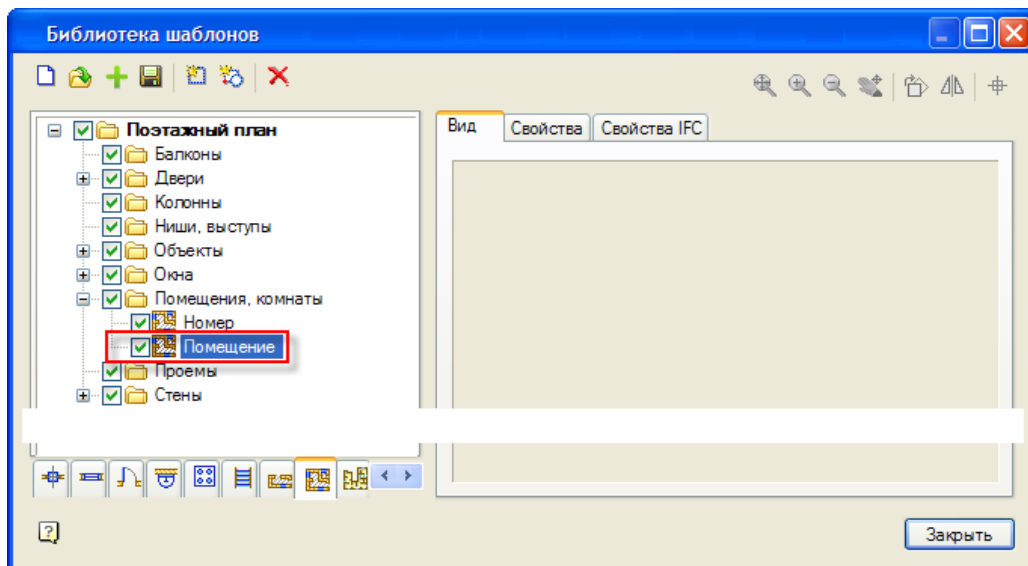 Библиотека шаблонов
Вид Свойства Свойства IFC
Поэтажный план
Балконы
Двери
Колонны
Ниши, выступы
Объекты
Окна
Помещения, комнаты
Номер
Помещение
Проемы
Стены
Закрыть